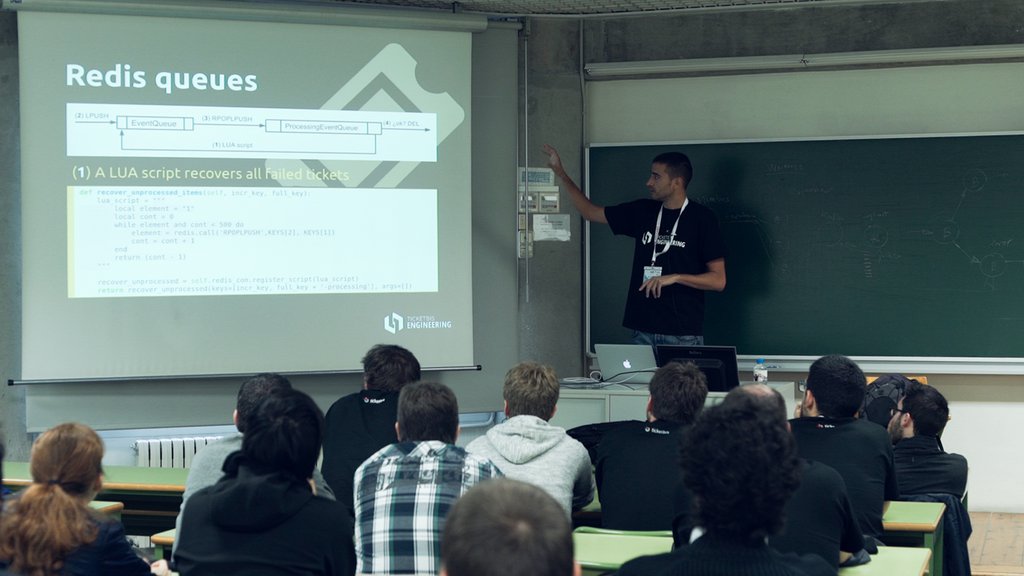 Redis queues
(2) LPUSH
EventQueue
(3) RPOPLPUSH
ProcessingEventQueue
DEL
(1) LUA script
(1) A LUA script recovers all failed tickets
def recover_unprocessed_items(self, incr_key, full_key):
lua_script = """
local element = "1"
local cont = 0
while element and cont < 500 do
element = redis.call('RPOPLPUSH',KEYS[2], KEYS[1])
cont = cont + 1
end
return (cont - 1)
"""
recover_unprocessed = self.redis_con.register_script(lua_script)
return recover_unprocessed(keys=[incr_key, full_key + '-processing'], args=[])
TICKETBIS
ENGINEERING
TICKETBIS
ENGINEERING